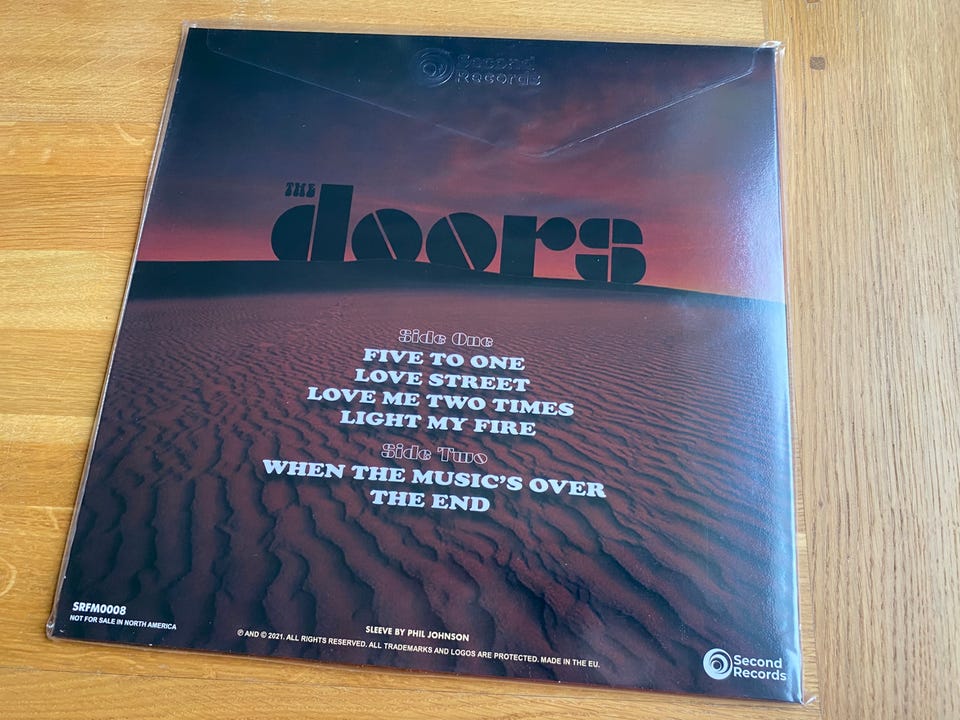 Second
Records
THE
doors
Side One
FIVE TO ONE
LOVE STREET
LOVE ME TWO TIMES
LIGHT MY FIRE
Side Two
WHEN THE MUSIC'S OVER
THE END
SRFM0008
NOT FOR SALE IN NORTH AMERICA
SLEEVE BY PHIL JOHNSON
℗ AND © 2021. ALL RIGHTS RESERVED. ALL TRADEMARKS AND LOGOS ARE PROTECTED. MADE IN THE EU.
Second
Records